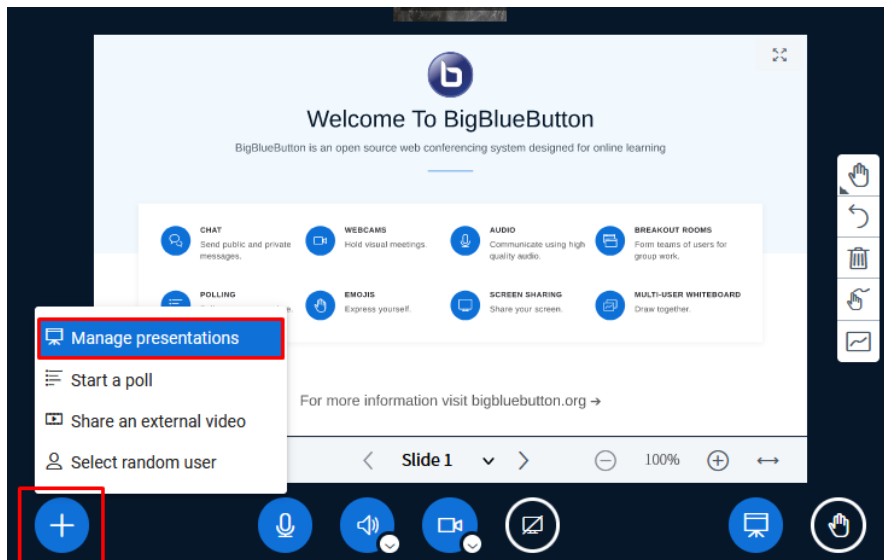 Welcome To BigBlueButton
BigBlueButton is an open source web conferencing system designed for online learning
CHAT
Send public and private
messages.
WEBCAMS
Hold visual meetings.
AUDIO
Communicate using high
quality audio.
BREAKOUT ROOMS
Form teams of users for
group work.
POLLING
EMOJIS
Express yourself.
SCREEN SHARING
Share your screen.
MULTI-USER WHITEBOARD
Draw together.
Manage presentations
Start a poll
Share an external video
Select random user
For more information visit bigbluebutton.org →
Slide 1
100%